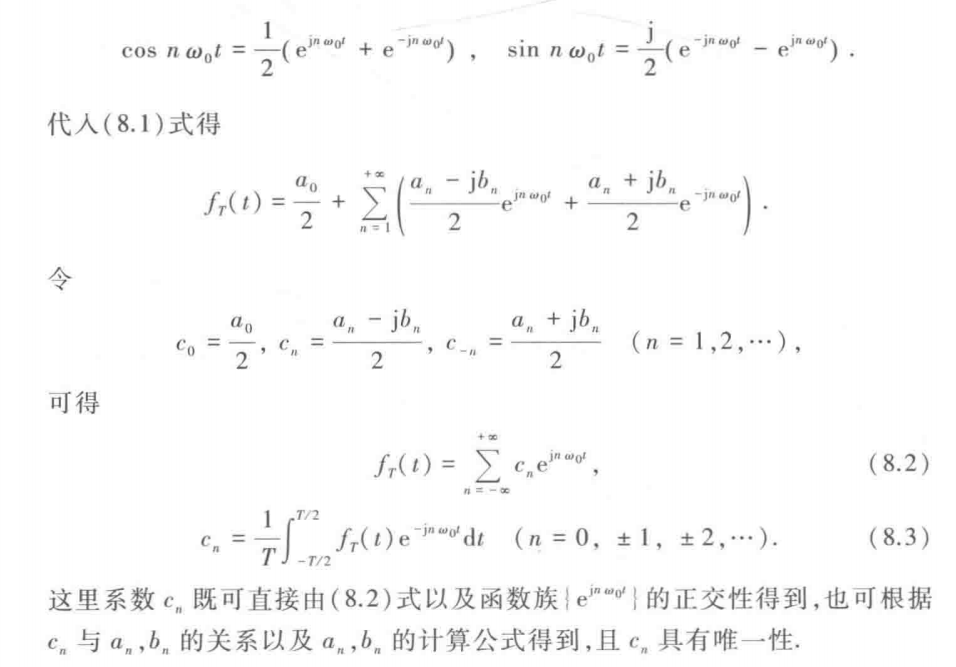 cos nω₀t = 1/2(e^{jnω₀t} + e^{-jnω₀t}) , sin nω₀t = j/2(e^{-jnω₀t} - e^{jnω₀t}) .
代入(8.1)式得
f_T(t) = a₀/2 + ∑_{n=1}^{+∞}((a_n - jb_n)/2 e^{jnω₀t} + (a_n + jb_n)/2 e^{-jnω₀t}) .
令
c₀ = a₀/2, c_n = (a_n - jb_n)/2, c_{-n} = (a_n + jb_n)/2 (n = 1,2,⋯),
可得
f_T(t) = ∑_{n=-∞}^{+∞} c_n e^{jnω₀t}, (8.2)
c_n = 1/T ∫_{-T/2}^{T/2} f_T(t)e^{-jnω₀t}dt (n = 0, ±1, ±2,⋯). (8.3)
这里系数 c_n 既可直接由(8.2)式以及函数族{e^{jnω₀t}}的正交性得到,也可根据
c_n 与 a_n,b_n 的关系以及 a_n,b_n 的计算公式得到,且 c_n 具有唯一性.